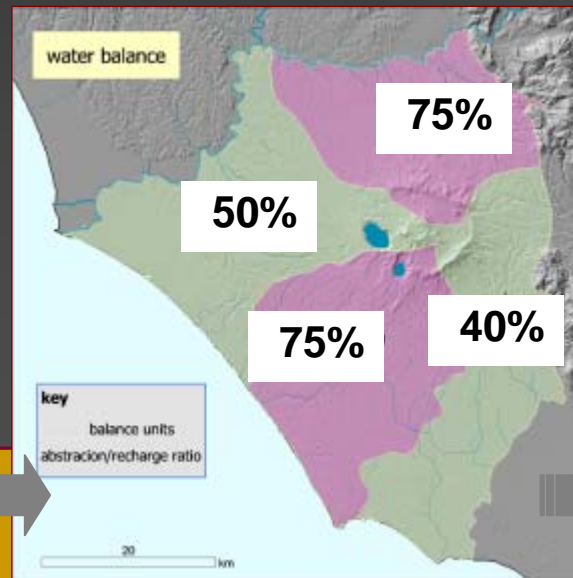 water balance
75%
50%
75%
40%
key
balance units
abstracion/recharge ratio
20
km